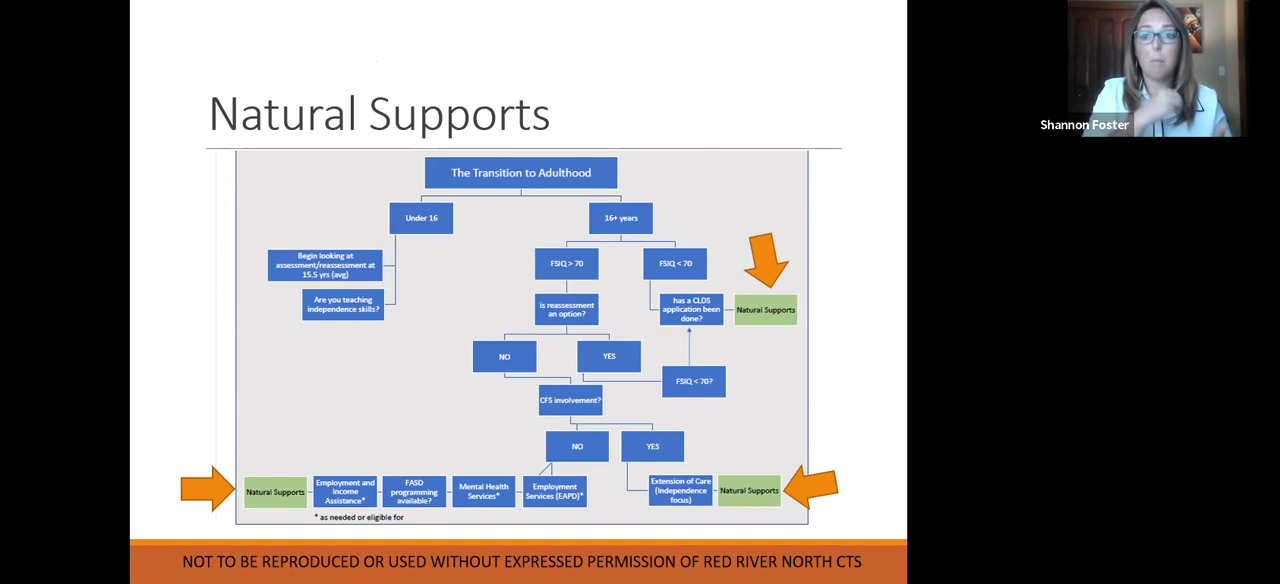 Natural Supports
Shannon Foster
The Transition to Adulthood
Under 16
16+ years
Begin looking at
assessment/reassessment at
15.5 yrs (avg)
Are you teaching
independence skills?
FSIQ > 70
FSIQ < 70
is reassessment
an option?
has a CLDS
application been
done?
Natural Supports
NO
YES
FSIQ < 70?
CFS involvement?
NO
YES
Natural Supports
Employment and
Income
Assistance*
FASD
programming
available?
Mental Health
Services*
Employment
Services (EAPD)*
Extension of Care
(Independence
focus)
Natural Supports
* as needed or eligible for
NOT TO BE REPRODUCED OR USED WITHOUT EXPRESSED PERMISSION OF RED RIVER NORTH CTS